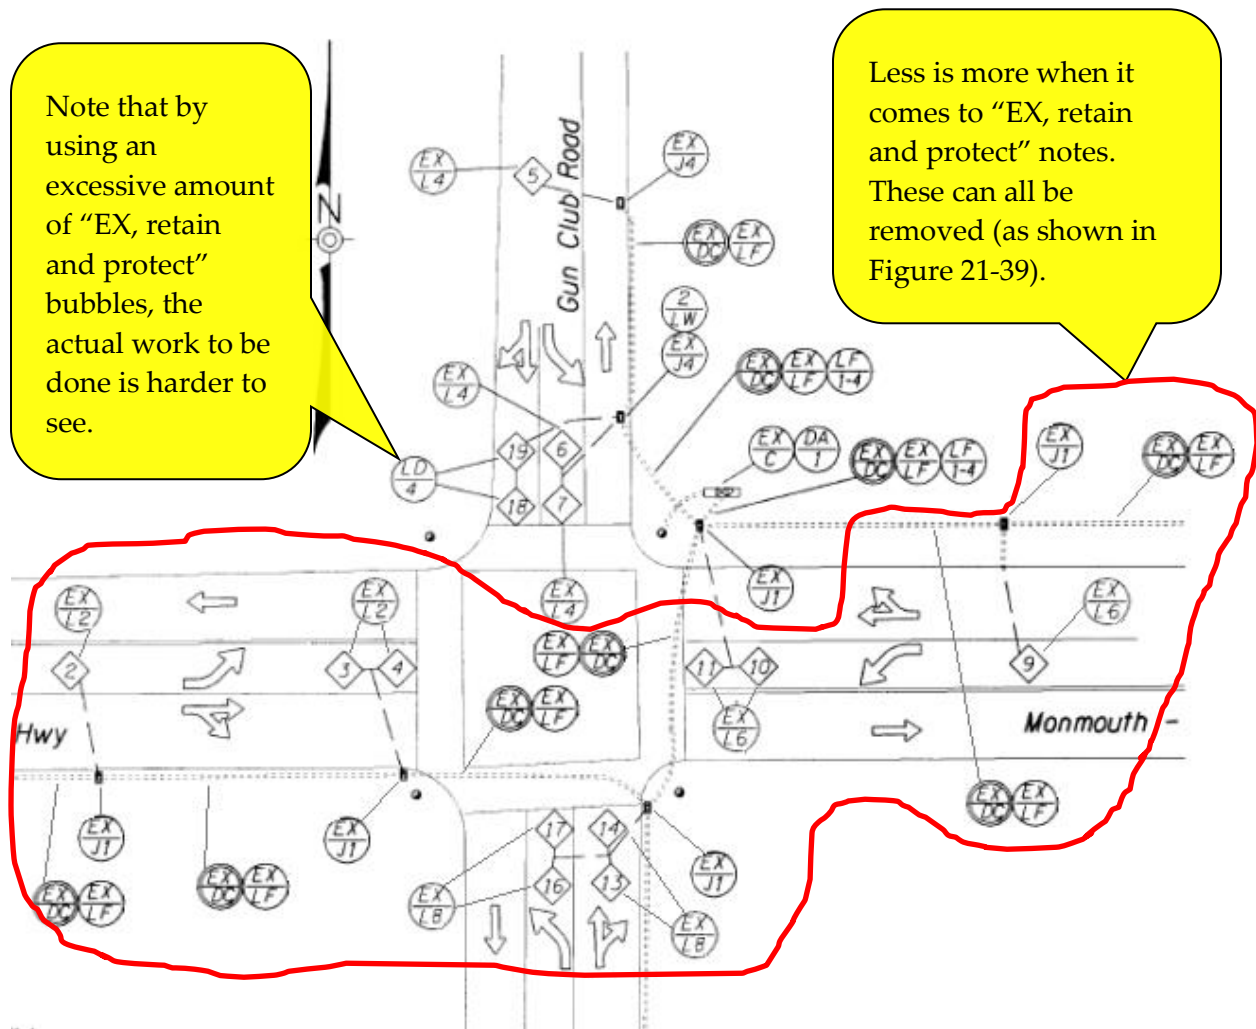 Note that by
using an
excessive amount
of “EX, retain
and protect”
bubbles, the
actual work to be
done is harder to
see.
Less is more when it
comes to “EX, retain
and protect” notes.
These can all be
removed (as shown in
Figure 21-39).
N
Gun Club Road
EX
L4
5
EX
J4
EX
DC
EX
LF
2
LW
EX
J4
EX
L4
EX
DC
EX
LF
LF
1-4
19
6
EX
C
DA
1
EX
DC
EX
LF
LF
1-4
EX
J1
EX
DC
EX
LF
LD
4
18
7
EX
L2
EX
L2
EX
L4
EX
J1
EX
L6
2
3
4
EX
LF
EX
DC
11
10
9
EX
DC
EX
LF
EX
L6
Hwy
Monmouth -
EX
J1
EX
J1
EX
DC
EX
LF
17
14
EX
DC
EX
LF
EX
DC
EX
LF
EX
L8
16
13
EX
J1
EX
L8